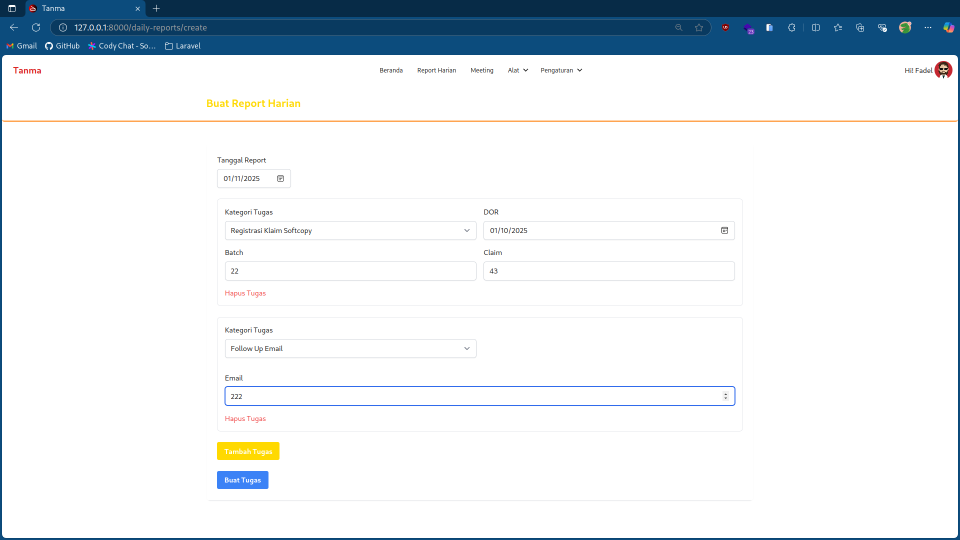 Tanma
127.0.0.1:8000/daily-reports/create
23
Gmail
GitHub
Cody Chat - So...
Laravel
Tanma
Beranda
Report Harian
Meeting
Alat
Pengaturan
Hi! Fadel
Buat Report Harian
Tanggal Report
01/11/2025
Kategori Tugas
DOR
Registrasi Klaim Softcopy
01/10/2025
Batch
Claim
22
43
Hapus Tugas
Kategori Tugas
Follow Up Email
Email
222
Hapus Tugas
Tambah Tugas
Buat Tugas